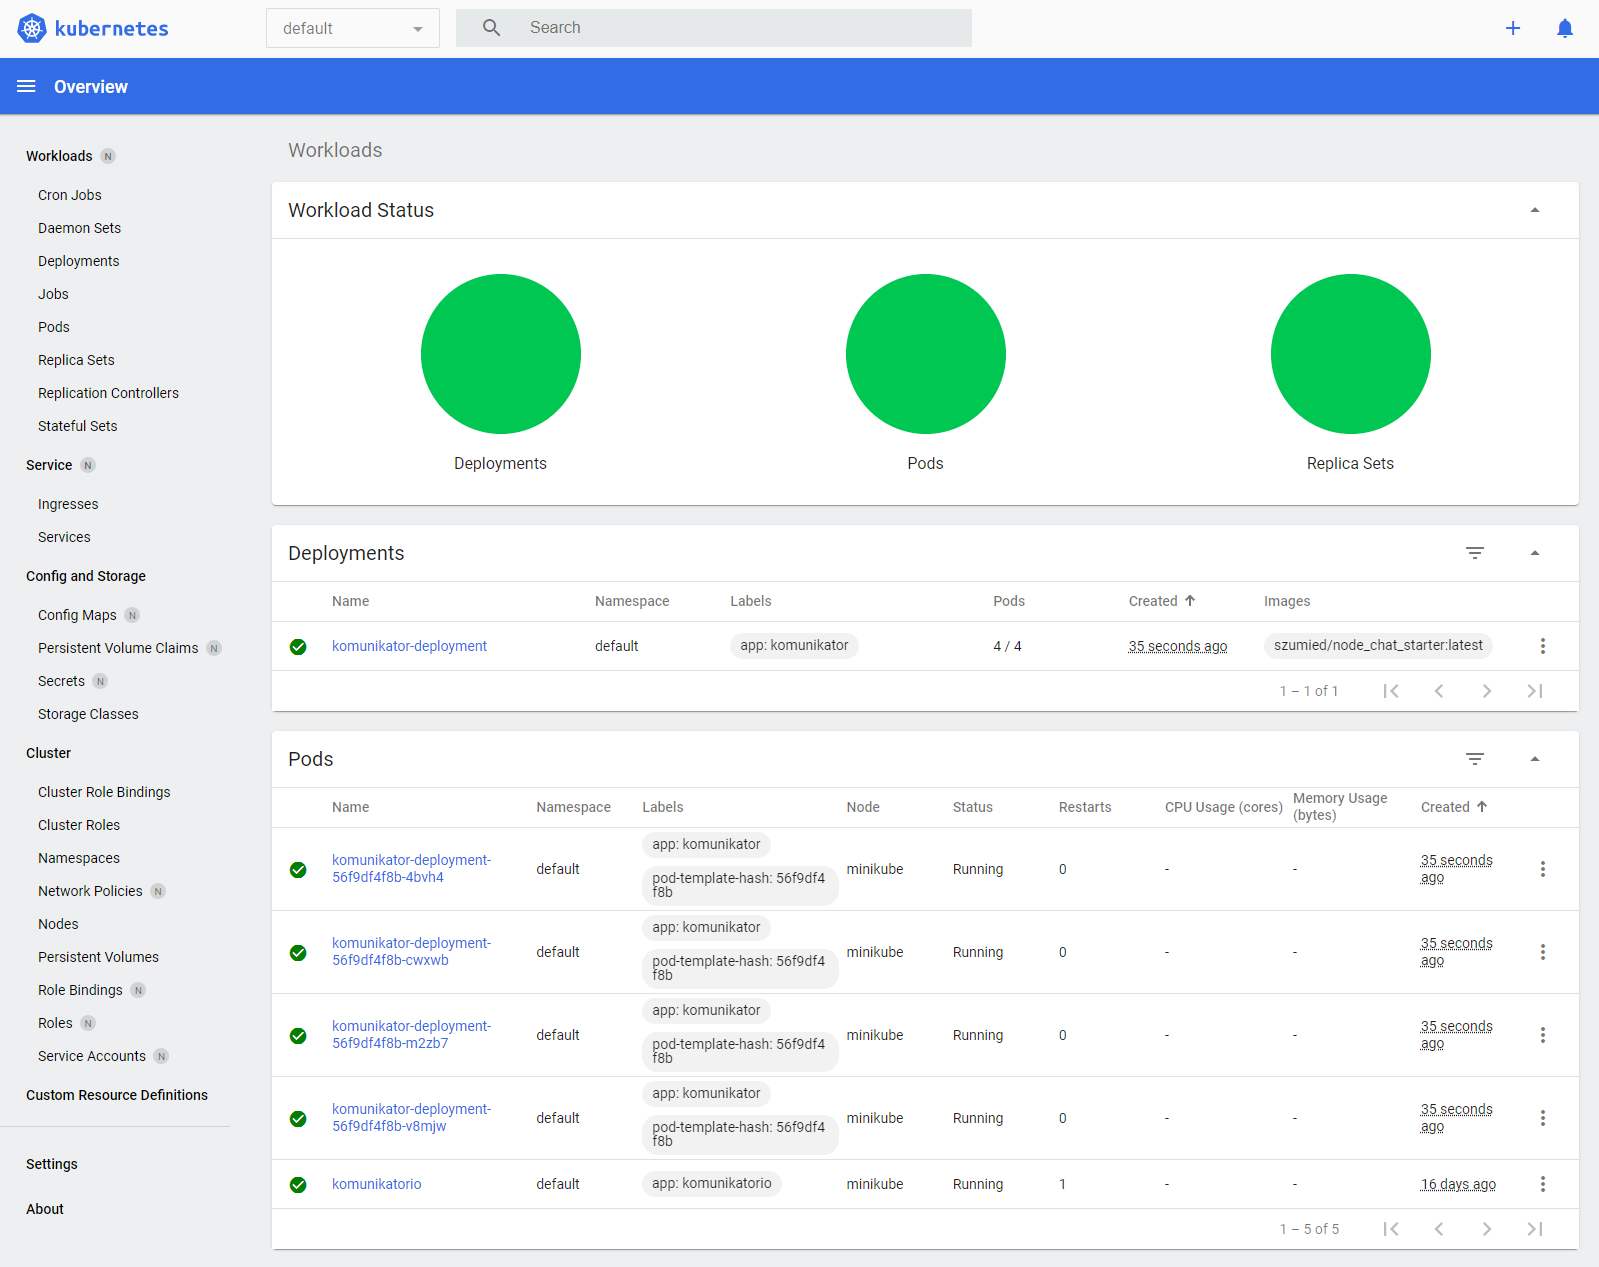 kubernetes
default
Search
Overview
Workloads N
Cron Jobs
Daemon Sets
Deployments
Jobs
Pods
Replica Sets
Replication Controllers
Stateful Sets
Service N
Ingresses
Services
Config and Storage
Config Maps N
Persistent Volume Claims N
Secrets N
Storage Classes
Cluster
Cluster Role Bindings
Cluster Roles
Namespaces
Network Policies N
Nodes
Persistent Volumes
Role Bindings N
Roles N
Service Accounts N
Custom Resource Definitions
Settings
About
Workloads
Workload Status
Deployments Pods Replica Sets
Deployments
Name Namespace Labels Pods Created Images
komunikator-deployment default app: komunikator 4 / 4 35 seconds ago szumied/node_chat_starter:latest
1 – 1 of 1
Pods
Name Namespace Labels Node Status Restarts CPU Usage (cores) Memory Usage
(bytes) Created
komunikator-deployment-
56f9df4f8b-4bvh4
default
app: komunikator
pod-template-hash: 56f9df4
f8b
minikube Running 0 - -
35 seconds
ago
komunikator-deployment-
56f9df4f8b-cwxwb
default
app: komunikator
pod-template-hash: 56f9df4
f8b
minikube Running 0 - -
35 seconds
ago
komunikator-deployment-
56f9df4f8b-m2zb7
default
app: komunikator
pod-template-hash: 56f9df4
f8b
minikube Running 0 - -
35 seconds
ago
komunikator-deployment-
56f9df4f8b-v8mjw
default
app: komunikator
pod-template-hash: 56f9df4
f8b
minikube Running 0 - -
35 seconds
ago
komunikatorio default app: komunikatorio minikube Running 1 - - 16 days ago
1 – 5 of 5